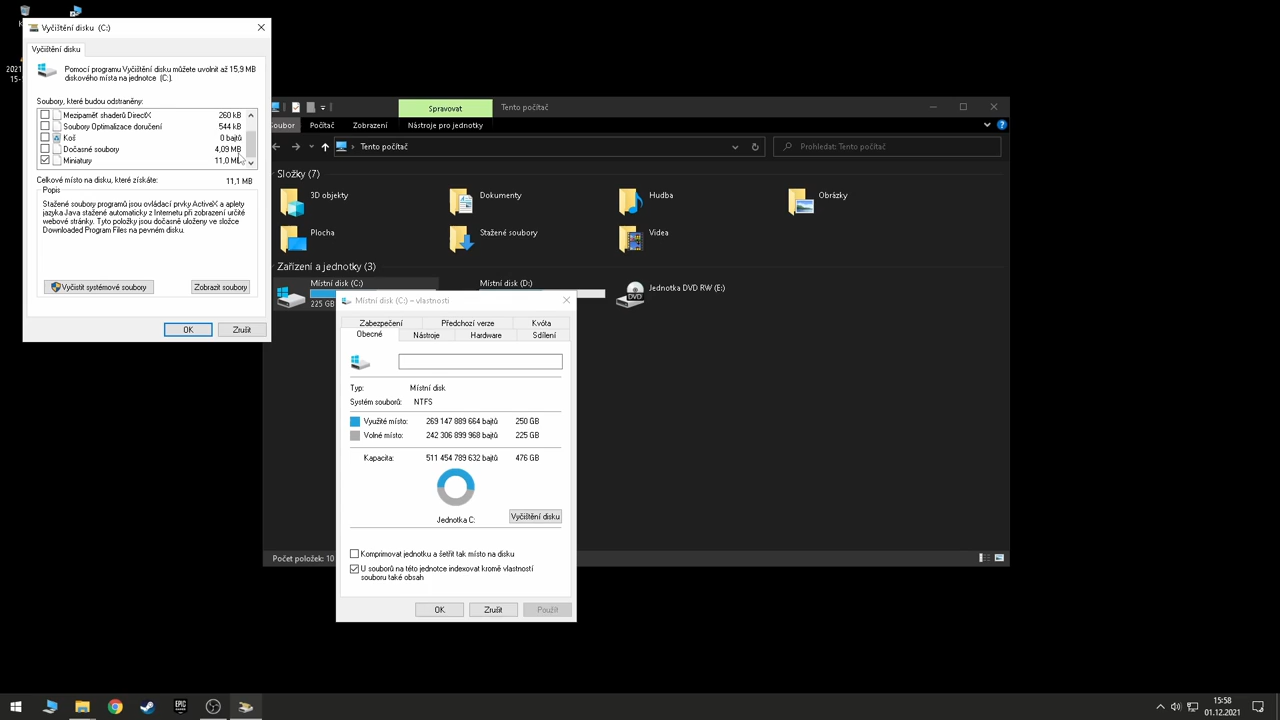 Vyčištění disku (C:)
Vyčištění disku
Pomocí programu Vyčištění disku můžete uvolnit až 15,9 MB
diskového místa na jednotce (C:).
Soubory, které budou odstraněny:
Mezipaměť shaderů DirectX 260 kB
Soubory Optimalizace doručení 544 kB
Koš 0 bajtů
Dočasné soubory 4,09 MB
Miniatury 11,0 MB
Celkové místo na disku, které získáte: 11,1 MB
Popis
Stažené soubory programů jsou ovládací prvky ActiveX a aplety
jazyka Java stažené automaticky z Internetu při zobrazení určité
webové stránky. Tyto položky jsou dočasně uloženy ve složce
Downloaded Program Files na pevném disku.
Vyčistit systémové soubory
Zobrazit soubory
OK
Zrušit
2021
15-
Spravovat
Tento počítač
Soubor
Počítač
Zobrazení
Nástroje pro jednotky
Tento počítač
Prohledat: Tento počítač
Složky (7)
3D objekty
Dokumenty
Hudba
Obrázky
Plocha
Stažené soubory
Videa
Zařízení a jednotky (3)
Místní disk (C:)
225 GB
Místní disk (D:)
Jednotka DVD RW (E:)
DVD
Počet položek: 10
Místní disk (C:) – vlastnosti
Zabezpečení
Předchozí verze
Kvóta
Obecné
Nástroje
Hardware
Sdílení
Typ: Místní disk
Systém souborů: NTFS
Využité místo: 269 147 889 664 bajtů 250 GB
Volné místo: 242 306 899 968 bajtů 225 GB
Kapacita: 511 454 789 632 bajtů 476 GB
Jednotka C:
Vyčištění disku
Komprimovat jednotku a šetřit tak místo na disku
U souborů na této jednotce indexovat kromě vlastností
souboru také obsah
OK
Zrušit
Použít
EPIC
15:58
01.12.2021